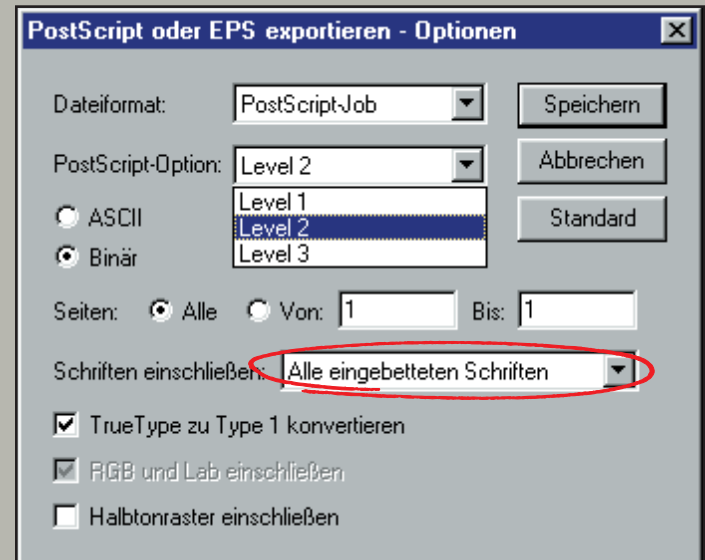 PostScript oder EPS exportieren - Optionen
Dateiformat: PostScript-Job Speichern
PostScript-Option: Level 2 Abbrechen
Level 1
ASCII Level 2 Standard
Binär Level 3
Seiten: Alle Von: 1 Bis: 1
Schriften einschließen: Alle eingebetteten Schriften
TrueType zu Type 1 konvertieren
RGB und Lab einschließen
Halbtonraster einschließen